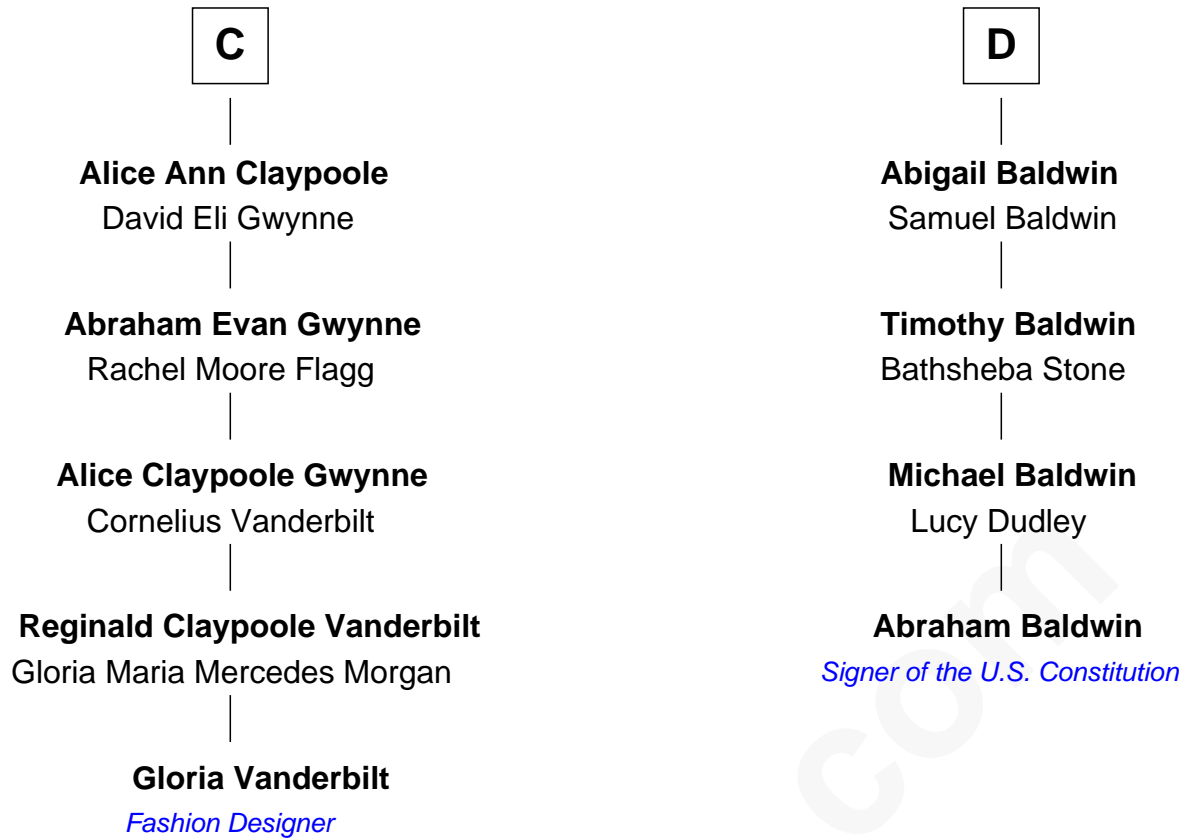 C
Alice Ann Claypoole
David Eli Gwynne
Abraham Evan Gwynne
Rachel Moore Flagg
Alice Claypoole Gwynne
Cornelius Vanderbilt
Reginald Claypoole Vanderbilt
Gloria Maria Mercedes Morgan
Gloria Vanderbilt
Fashion Designer
D
Abigail Baldwin
Samuel Baldwin
Timothy Baldwin
Bathsheba Stone
Michael Baldwin
Lucy Dudley
Abraham Baldwin
Signer of the U.S. Constitution
com